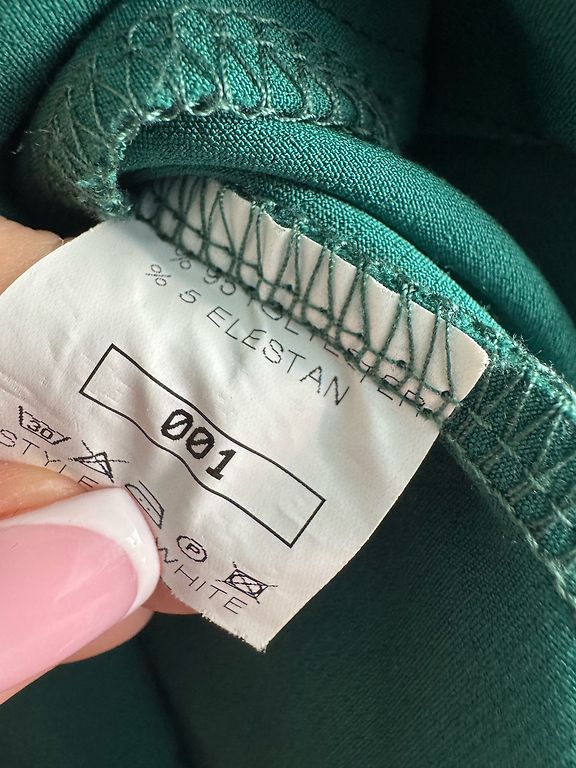 % 95 POLYESTER
% 5 ELESTAN
001
30
P
STYLE WHITE